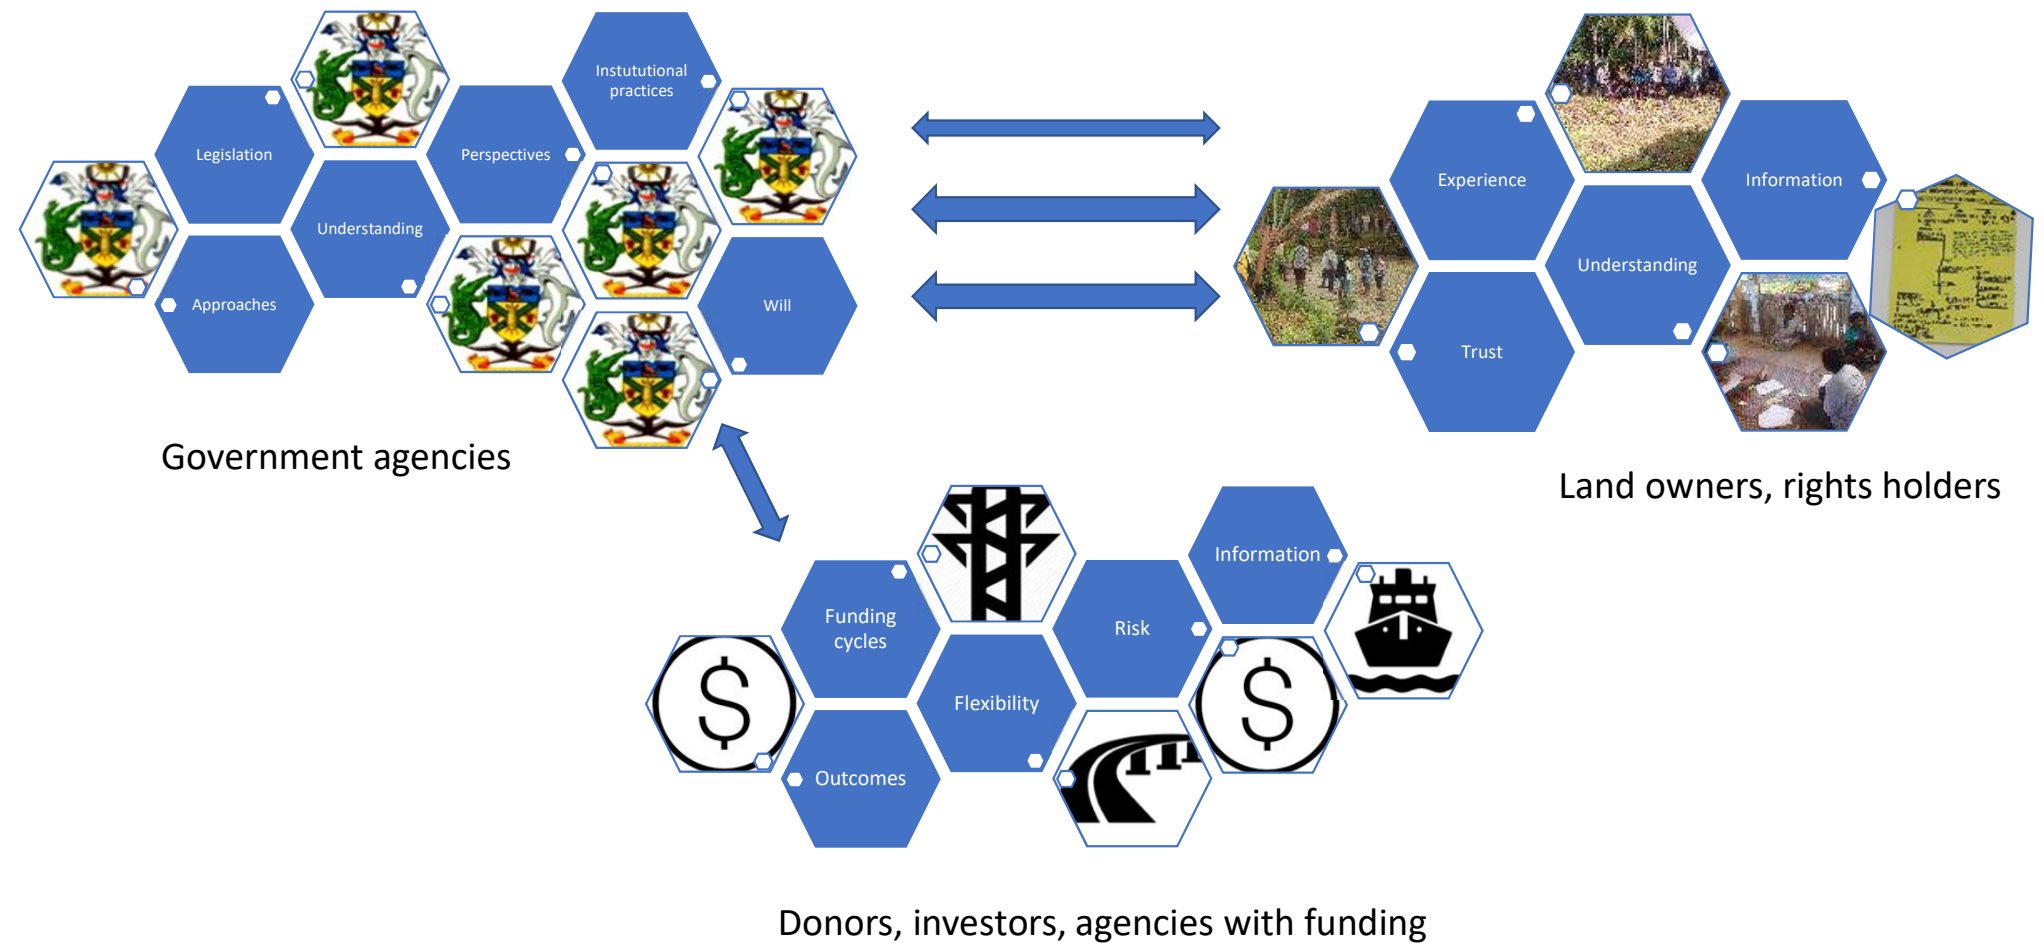 Instututional
practices
Legislation
Perspectives
Understanding
Approaches
Will
Government agencies
Experience
Information
Understanding
Trust
Land owners, rights holders
Information
Funding
cycles
Risk
$
Flexibility
$
Outcomes
Donors, investors, agencies with funding